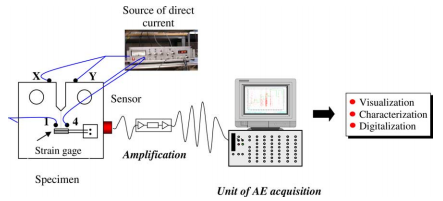 Source of direct
current
X
Y
Sensor
1
4
Strain gage
Specimen
Amplification
Unit of AE acquisition
Visualization
Characterization
Digitalization